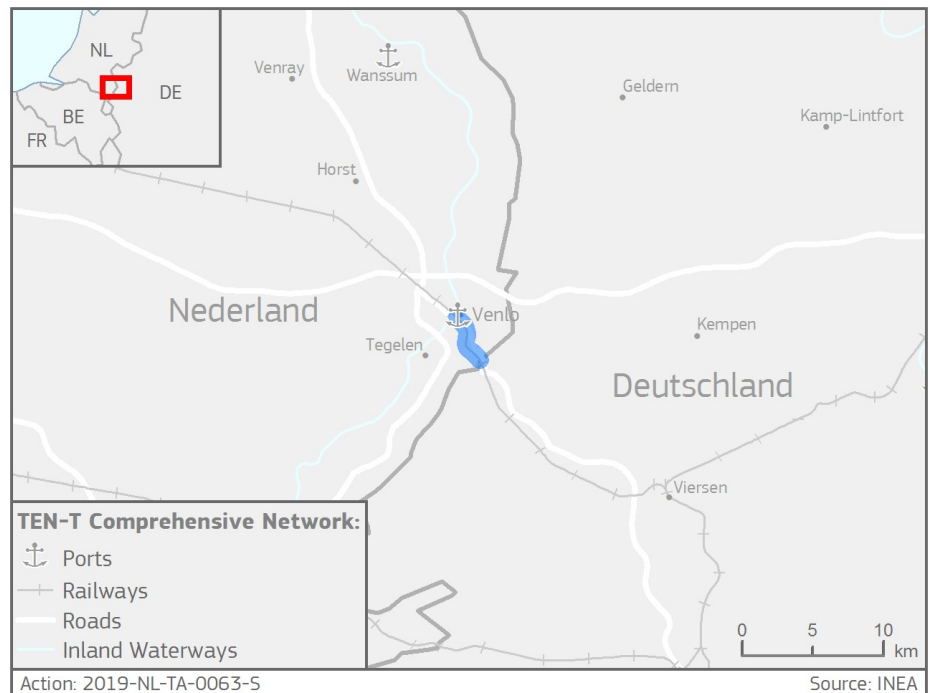 NL
DE
BE
FR
Venray
Wanssum
Geldern
Kamp-Lintfort
Horst
Nederland
Venlo
Tegelen
Kempen
Deutschland
Viersen
TEN-T Comprehensive Network:
Ports
Railways
Roads
Inland Waterways
0 5 10
km
Action: 2019-NL-TA-0063-S
Source: INEA